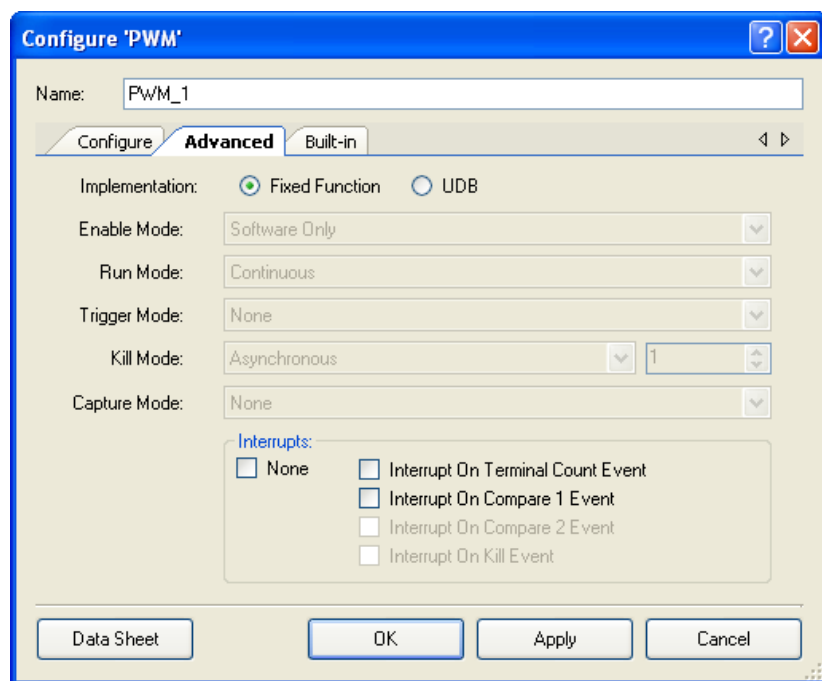 Configure 'PWM'
Name: PWM_1
Configure Advanced Built-in
Implementation: Fixed Function UDB
Enable Mode: Software Only
Run Mode: Continuous
Trigger Mode: None
Kill Mode: Asynchronous 1
Capture Mode: None
Interrupts:
None Interrupt On Terminal Count Event
Interrupt On Compare 1 Event
Interrupt On Compare 2 Event
Interrupt On Kill Event
Data Sheet OK Apply Cancel